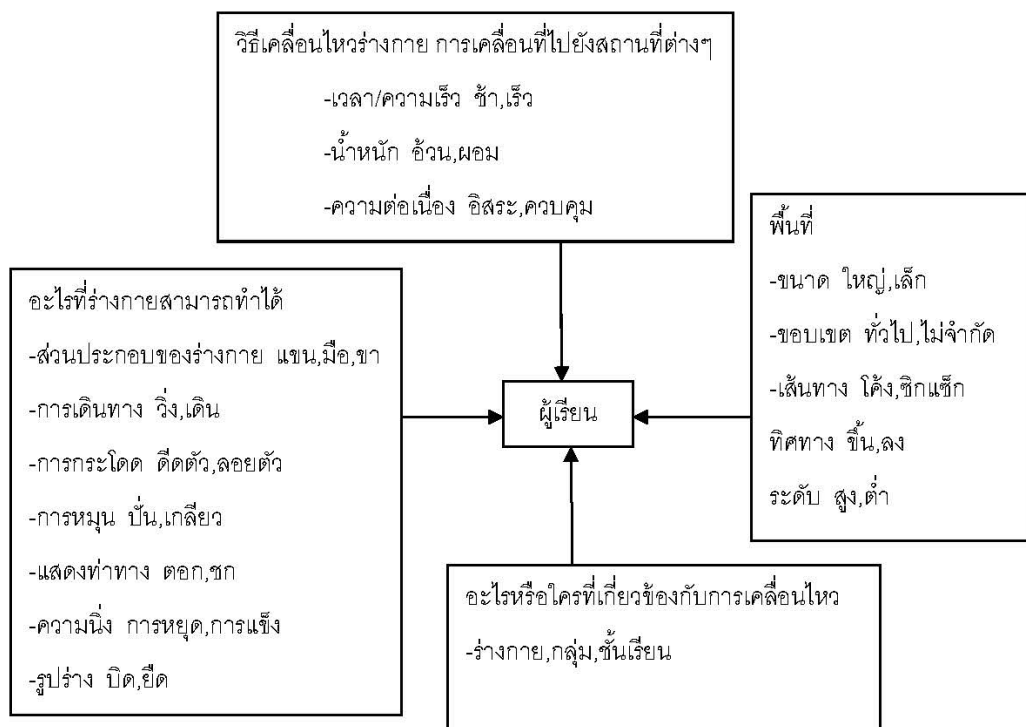 วิธีเคลื่อนไหวร่างกาย การเคลื่อนที่ไปยังสถานที่ต่างๆ
-เวลา/ความเร็ว ช้า,เร็ว
-น้ำหนัก อ้วน,ผอม
-ความต่อเนื่อง อิสระ,ควบคุม
พื้นที่
-ขนาด ใหญ่,เล็ก
-ขอบเขต ทั่วไป,ไม่จำกัด
-เส้นทาง โค้ง,ซิกแซ็ก
ทิศทาง ขึ้น,ลง
ระดับ สูง,ต่ำ
อะไรที่ร่างกายสามารถทำได้
-ส่วนประกอบของร่างกาย แขน,มือ,ขา
-การเดินทาง วิ่ง,เดิน
-การกระโดด ดีดตัว,ลอยตัว
-การหมุน ปั่น,เกลียว
-แสดงท่าทาง ตอก,ชก
-ความนิ่ง การหยุด,การแข็ง
-รูปร่าง บิด,ยืด
ผู้เรียน
อะไรหรือใครที่เกี่ยวข้องกับการเคลื่อนไหว
-ร่างกาย,กลุ่ม,ชั้นเรียน